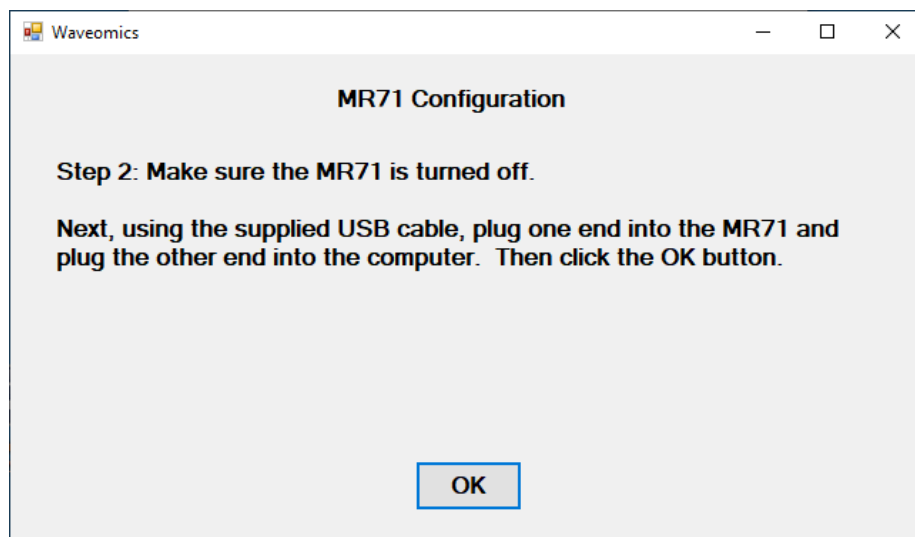 Waveomics
MR71 Configuration
Step 2: Make sure the MR71 is turned off.
Next, using the supplied USB cable, plug one end into the MR71 and
plug the other end into the computer.  Then click the OK button.
OK